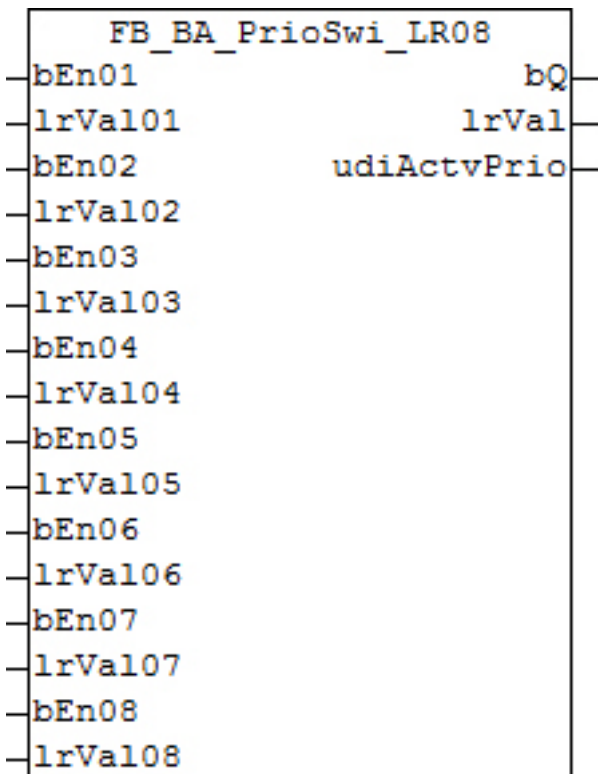 FB_BA_PrioSwi_LR08
bEn01 bQ
lrVal01 lrVal
bEn02 udiActvPrio
lrVal02
bEn03
lrVal03
bEn04
lrVal04
bEn05
lrVal05
bEn06
lrVal06
bEn07
lrVal07
bEn08
lrVal08